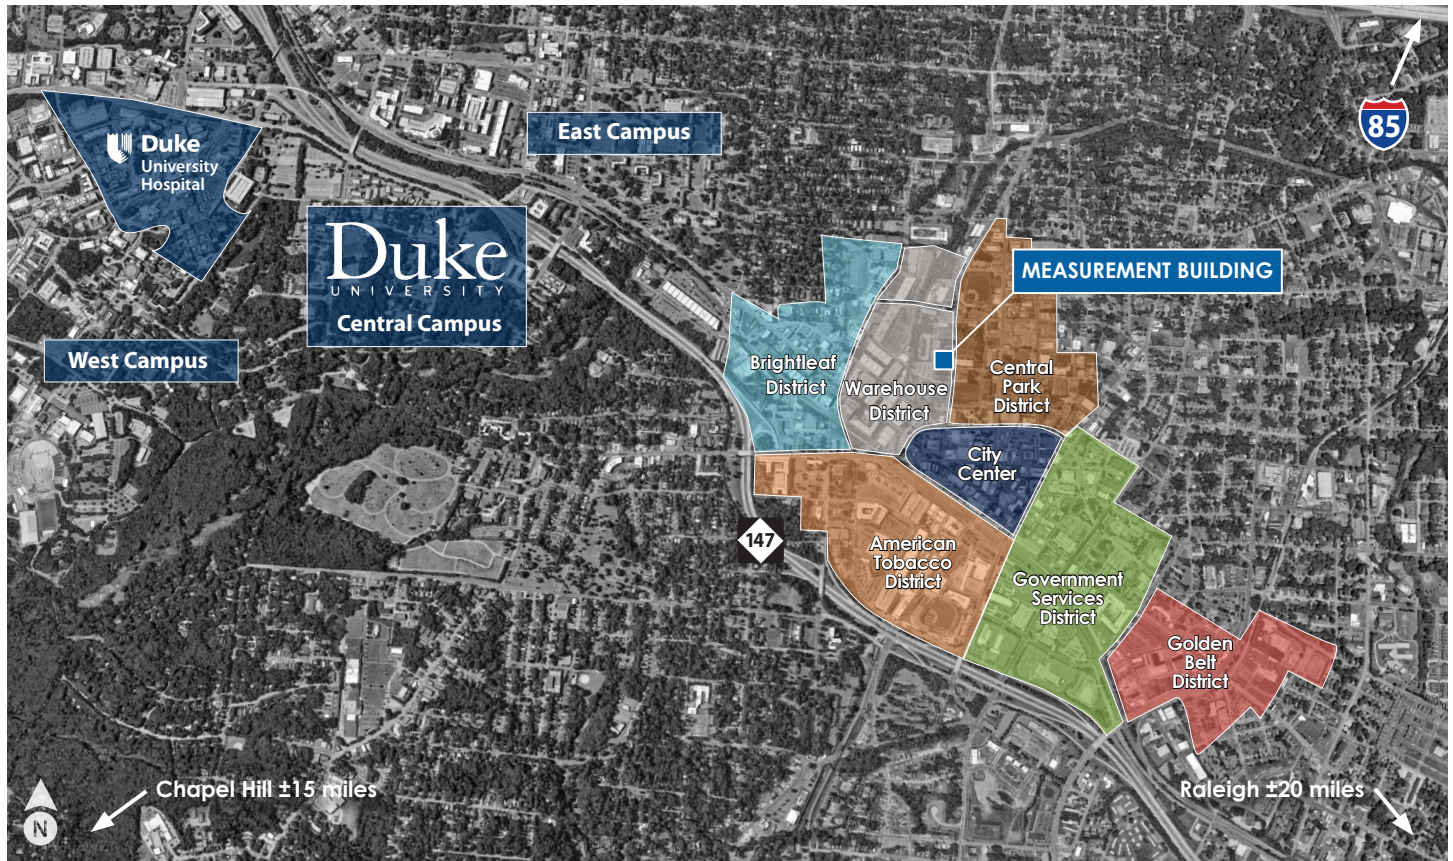 85
East Campus
Duke
University
Hospital
Duke
UNIVERSITY
Central Campus
MEASUREMENT BUILDING
West Campus
Brightleaf
District
Warehouse
District
Central
Park
District
City
Center
147
American
Tobacco
District
Government
Services
District
Golden
Belt
District
Chapel Hill ±15 miles
Raleigh ±20 miles
N